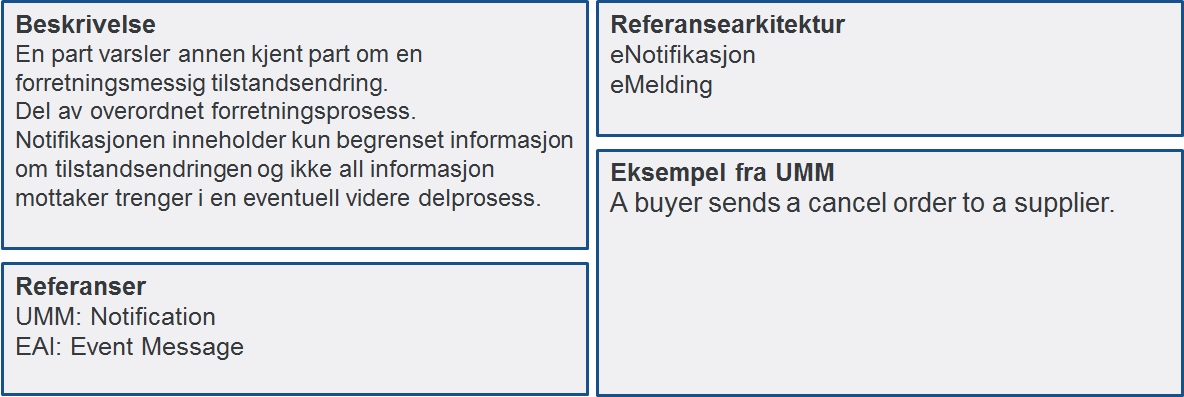 Beskrivelse
En part varsler annen kjent part om en
forretningsmessig tilstandsendring.
Del av overordnet forretningsprosess.
Notifikasjonen inneholder kun begrenset informasjon
om tilstandsendringen og ikke all informasjon
mottaker trenger i en eventuell videre delprosess.
Referanser
UMM: Notification
EAI: Event Message
Referansearkitektur
eNotifikasjon
eMelding
Eksempel fra UMM
A buyer sends a cancel order to a supplier.